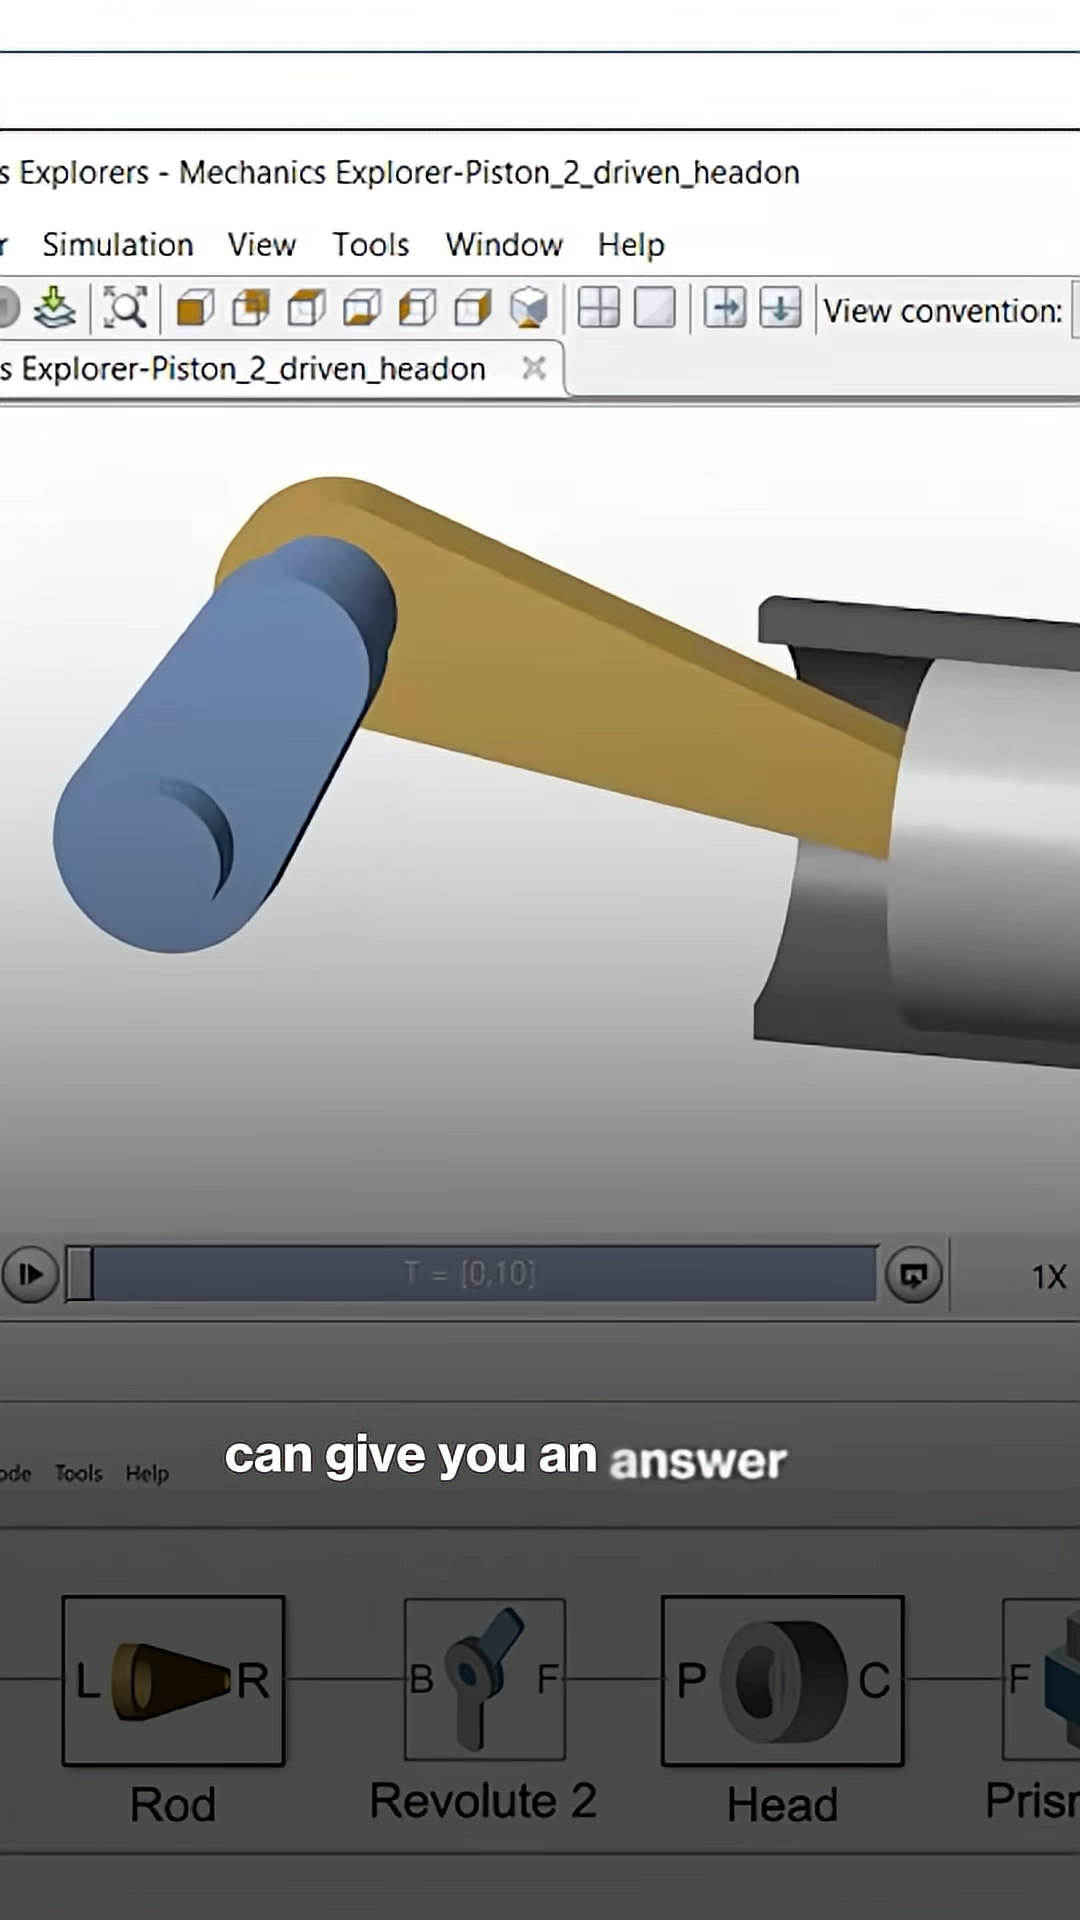 s Explorers - Mechanics Explorer-Piston_2_driven_headon
r Simulation View Tools Window Help
View convention:
s Explorer-Piston_2_driven_headon
T = [0,10]
1X
can give you an answer
ode Tools Help
L R B F P C F
Rod Revolute 2 Head Prisr